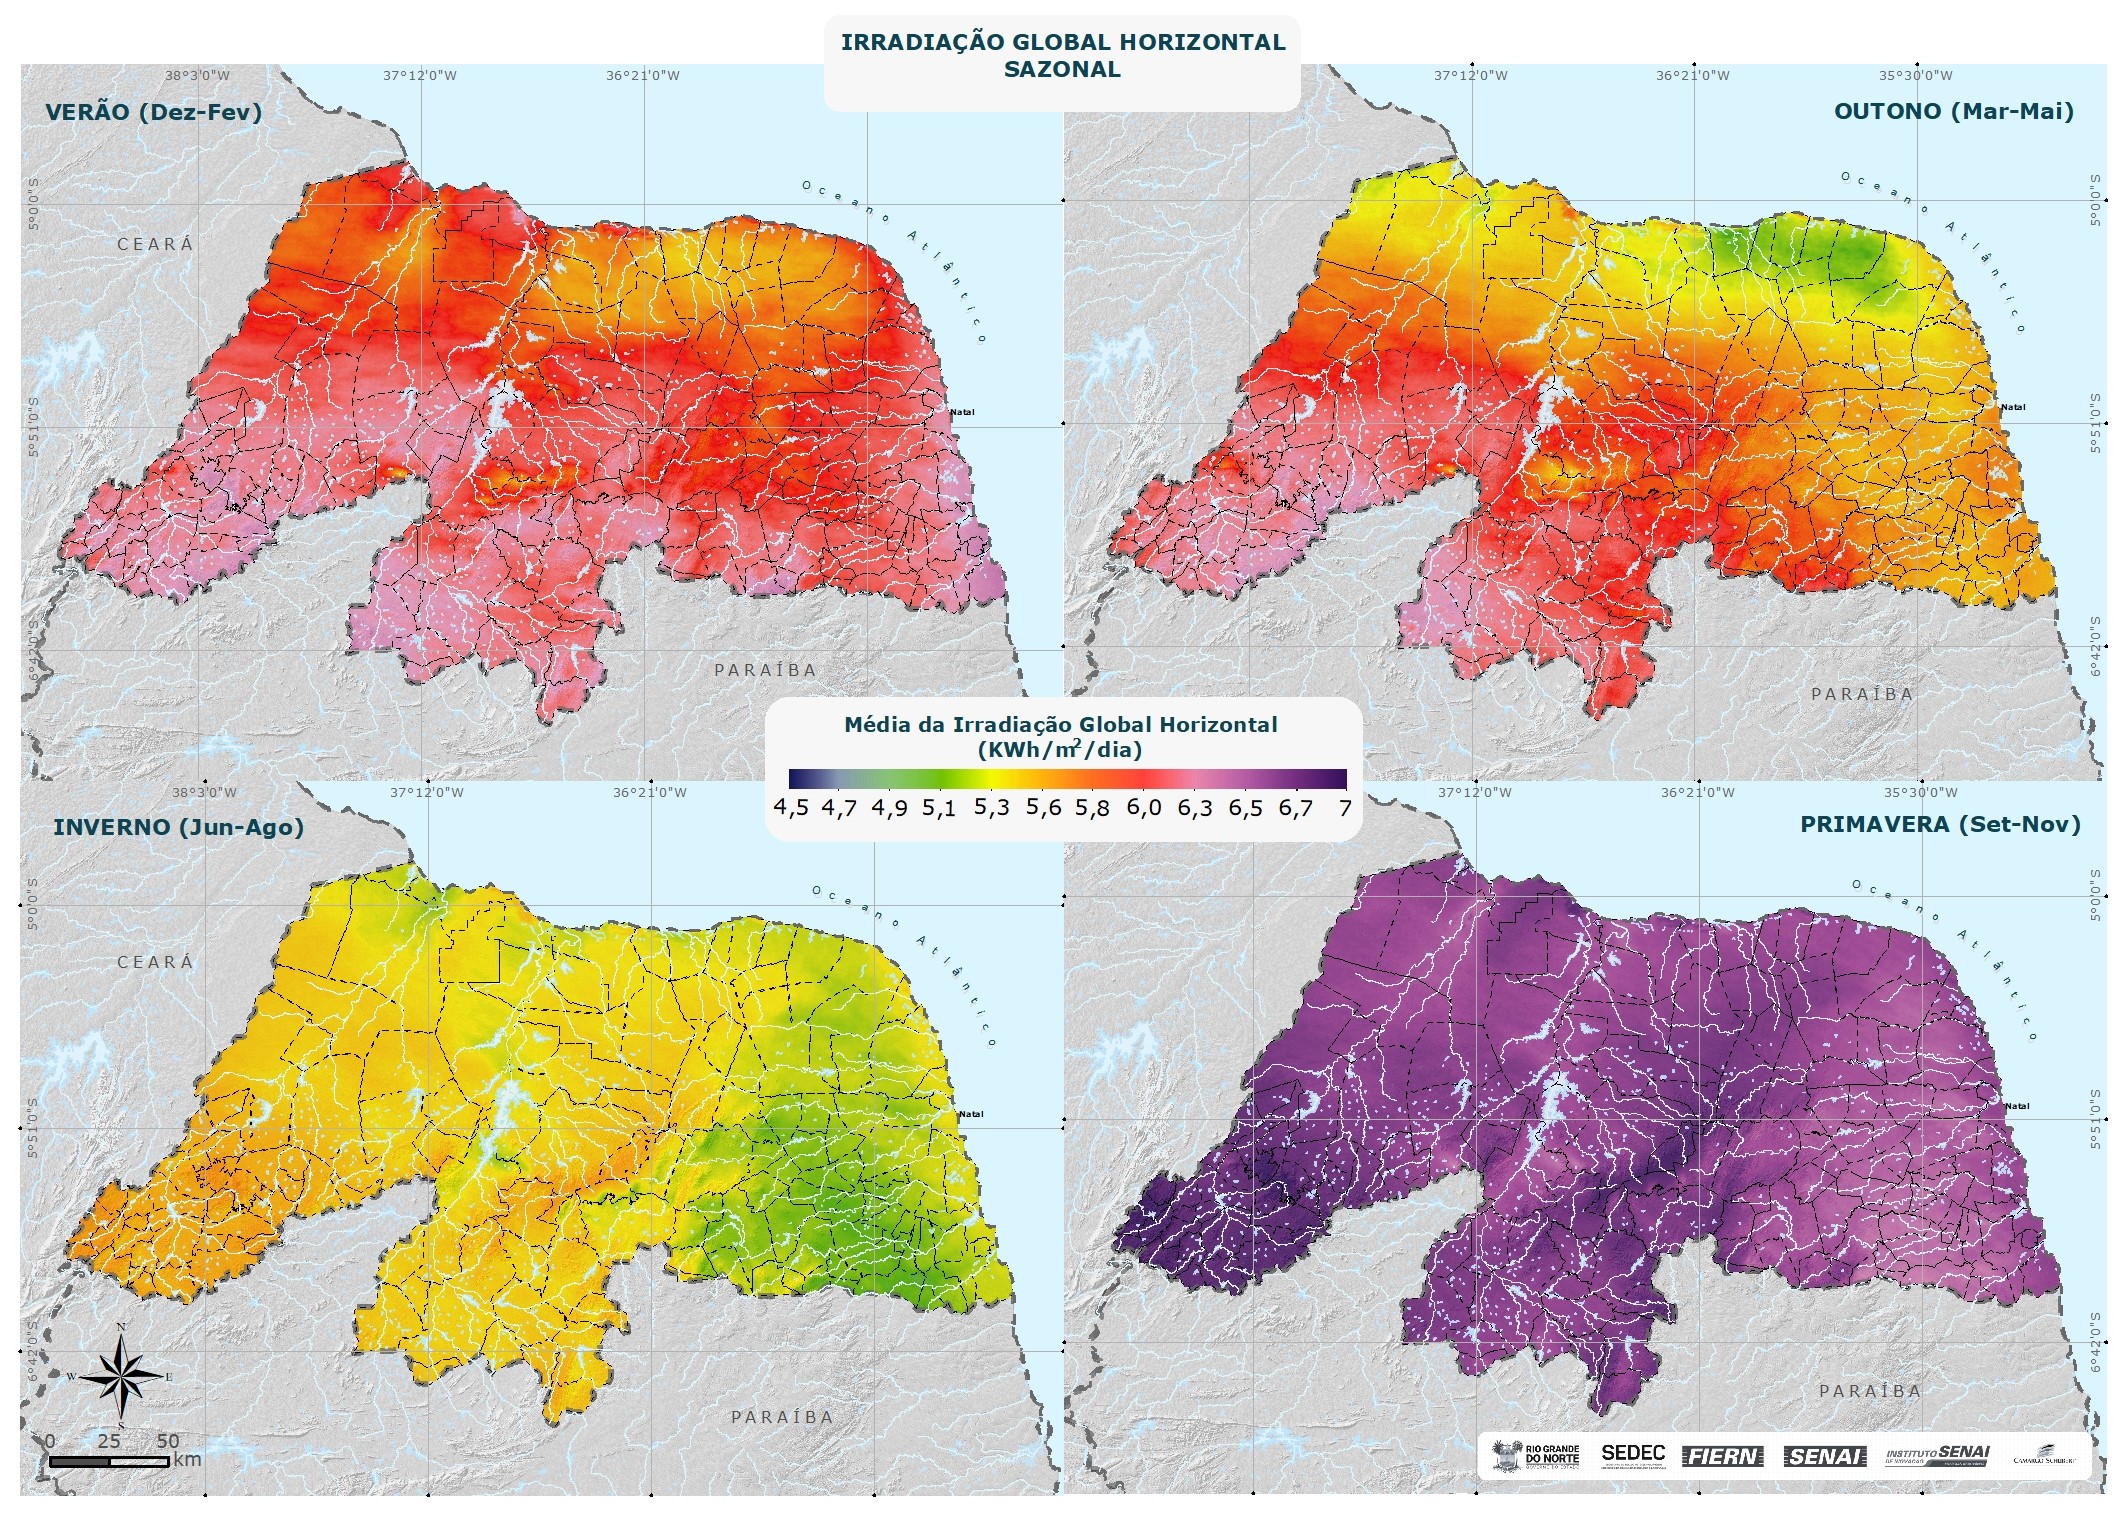 IRRADIAÇÃO GLOBAL HORIZONTAL
SAZONAL
38°3'0"W
37°12'0"W
36°21'0"W
37°12'0"W
36°21'0"W
35°30'0"W
VERÃO (Dez-Fev)
OUTONO (Mar-Mai)
5°0'0"S
5°51'0"S
6°42'0"S
CEARÁ
Oceano Atlântico
Natal
PARAÍBA
Oceano Atlântico
Natal
PARAÍBA
5°0'0"S
5°51'0"S
6°42'0"S
Média da Irradiação Global Horizontal
(KWh/m²/dia)
4,5 4,7 4,9 5,1 5,3 5,6 5,8 6,0 6,3 6,5 6,7 7
38°3'0"W
37°12'0"W
36°21'0"W
37°12'0"W
36°21'0"W
35°30'0"W
INVERNO (Jun-Ago)
PRIMAVERA (Set-Nov)
5°0'0"S
5°51'0"S
6°42'0"S
CEARÁ
Oceano Atlântico
Natal
PARAÍBA
Oceano Atlântico
Natal
PARAÍBA
5°0'0"S
5°51'0"S
6°42'0"S
N
W E
S
0 25 50
km
RIO GRANDE
DO NORTE
GOVERNO DO ESTADO
SEDEC
FIERN
SENAI
INSTITUTO SENAI
DE INOVAÇÃO
CAMARGO SCHUBERT